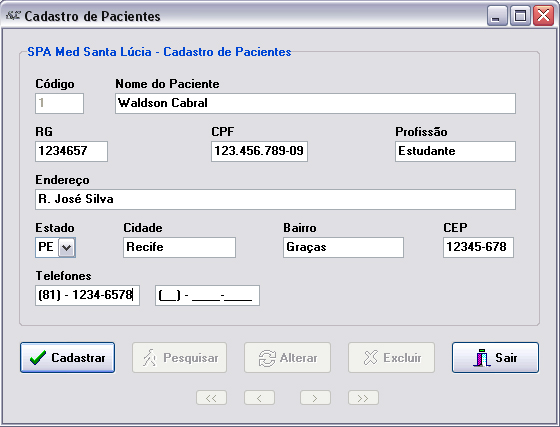 Cadastro de Pacientes
SPA Med Santa Lúcia - Cadastro de Pacientes
Código Nome do Paciente
1 Waldson Cabral
RG CPF Profissão
1234657 123.456.789-09 Estudante
Endereço
R. José Silva
Estado Cidade Bairro CEP
PE Recife Graças 12345-678
Telefones
(81) - 1234-6578 (__) - ____-____
Cadastrar Pesquisar Alterar Excluir Sair
<< < > >>